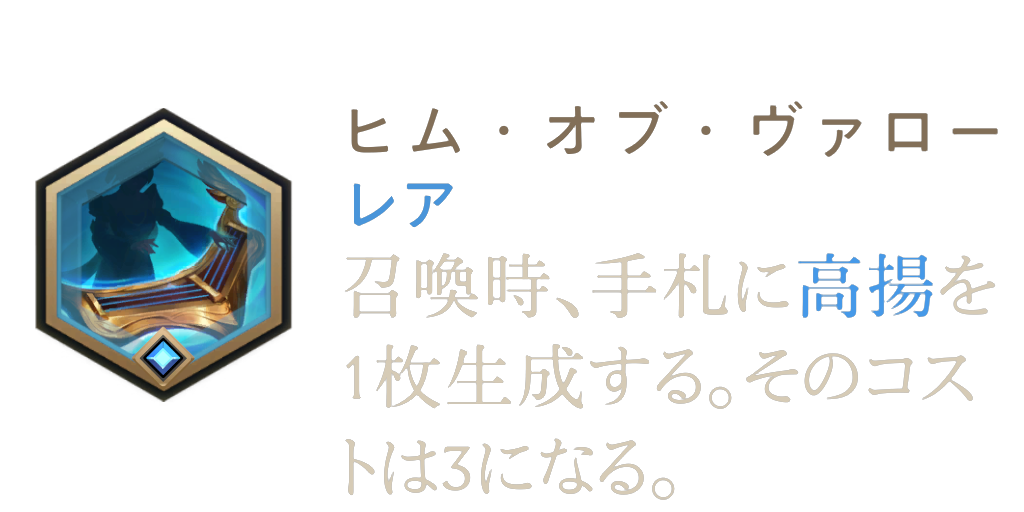 ヒム・オブ・ヴァロー
レア
召喚時、手札に高揚を
1枚生成する。そのコス
トは3になる。